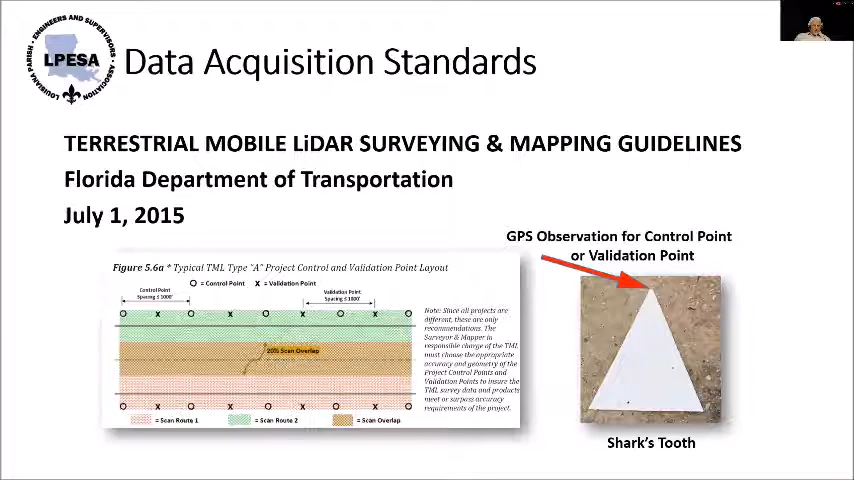 LOUISIANA PARISH - ENGINEERS AND SUPERVISORS ASSOCIATION
LPESA
Data Acquisition Standards
TERRESTRIAL MOBILE LiDAR SURVEYING & MAPPING GUIDELINES
Florida Department of Transportation
July 1, 2015
GPS Observation for Control Point
or Validation Point
Figure 5.6a * Typical TML Type "A" Project Control and Validation Point Layout
O = Control Point X = Validation Point
Control Point
Spacing ≤ 1000'
Validation Point
Spacing ≤ 1000'
O X O X O X O X O
20% Scan Overlap
O X O X O X O X O
= Scan Route 1 = Scan Route 2 = Scan Overlap
Note: Since all projects are
different, these are only
recommendations. The
Surveyor & Mapper in
responsible charge of the TML
must choose the appropriate
accuracy and geometry of the
Project Control Points and
Validation Points to insure the
TML survey data and products
meet or surpass accuracy
requirements of the project.
Shark's Tooth